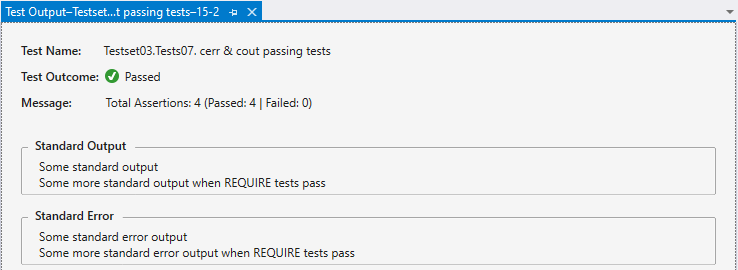 Test Output–Testset...t passing tests–15-2
Test Name: Testset03.Tests07. cerr & cout passing tests
Test Outcome: Passed
Message: Total Assertions: 4 (Passed: 4 | Failed: 0)
Standard Output
Some standard output
Some more standard output when REQUIRE tests pass
Standard Error
Some standard error output
Some more standard error output when REQUIRE tests pass